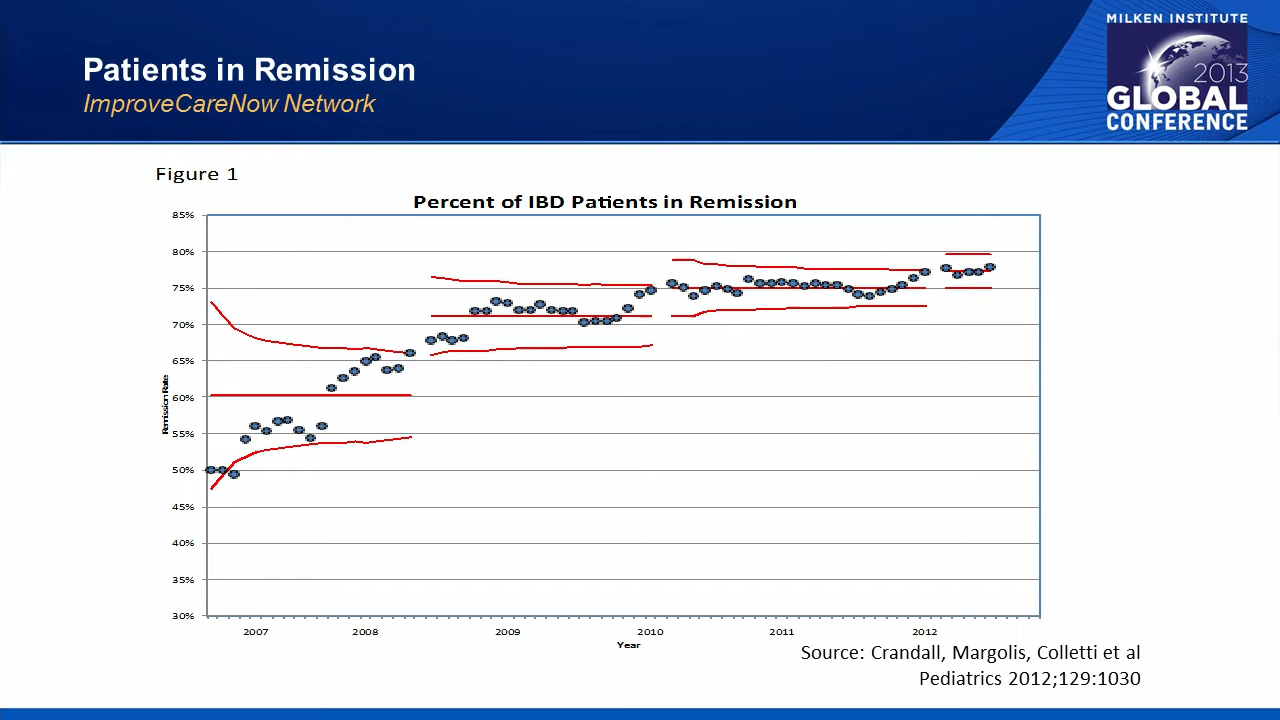 Patients in Remission
ImproveCareNow Network
MILKEN INSTITUTE
2013
GLOBAL
CONFERENCE
Figure 1
Percent of IBD Patients in Remission
85%
80%
75%
70%
65%
60%
55%
50%
45%
40%
35%
30%
Remission Rate
2007 2008 2009 2010 2011 2012
Year
Source: Crandall, Margolis, Colletti et al
Pediatrics 2012;129:1030